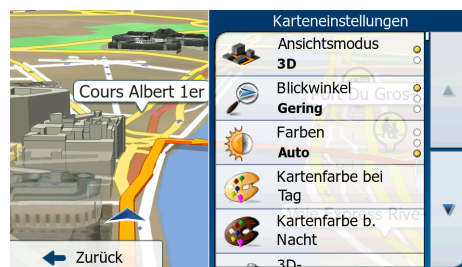 Karteneinstellungen
Cours Albert 1er
Zurück
Ansichtsmodus
3D
Blickwinkel
Gering
Farben
Auto
Kartenfarbe bei
Tag
Kartenfarbe b.
Nacht
3D-